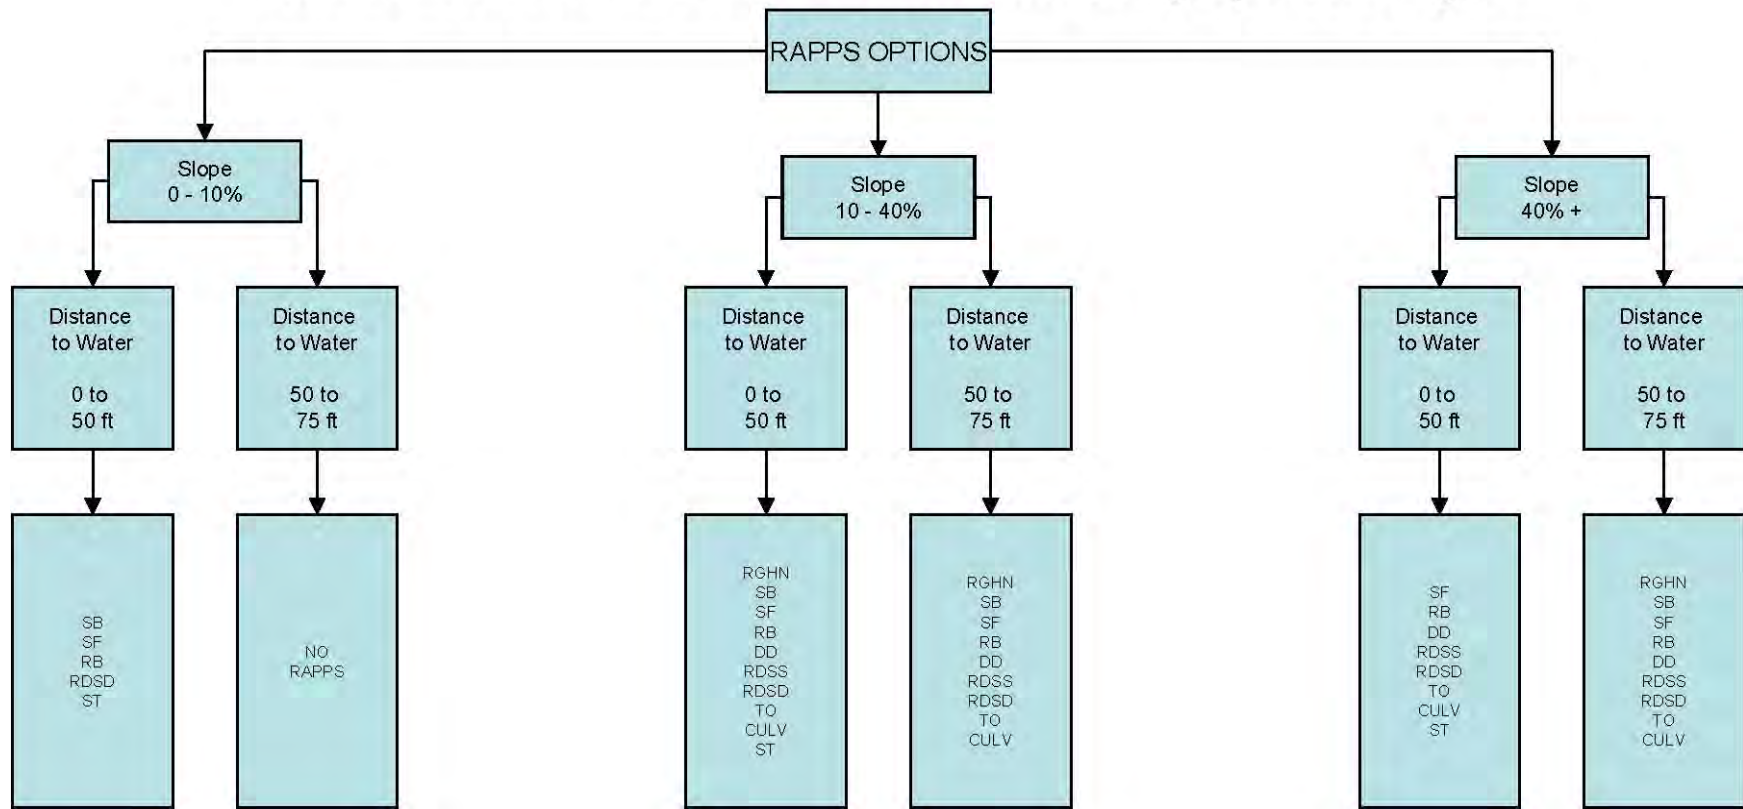 RAPPS OPTIONS
Slope
0 - 10%
Slope
10 - 40%
Slope
40% +
Distance
to Water
0 to
50 ft
Distance
to Water
50 to
75 ft
Distance
to Water
0 to
50 ft
Distance
to Water
50 to
75 ft
Distance
to Water
0 to
50 ft
Distance
to Water
50 to
75 ft
SB
SF
RB
RDSD
ST
NO
RAPPS
RGHN
SB
SF
RB
DD
RDSS
RDSD
TO
CULV
ST
RGHN
SB
SF
RB
DD
RDSS
RDSD
TO
CULV
SF
RB
DD
RDSS
RDSD
TO
CULV
ST
RGHN
SB
SF
RB
DD
RDSS
RDSD
TO
CULV